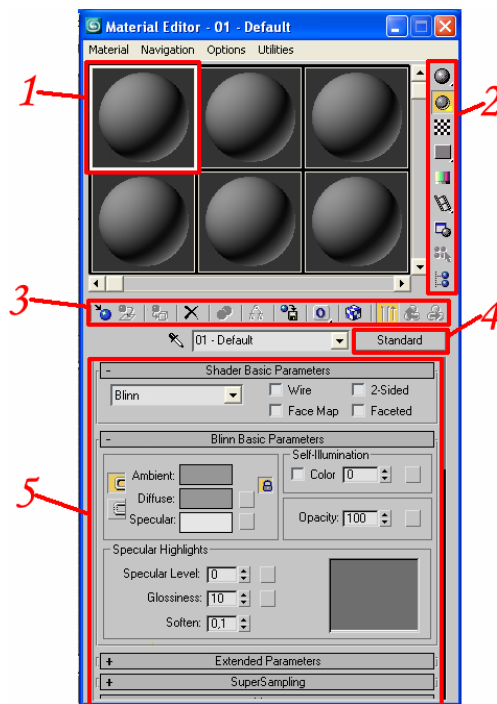 Material Editor - 01 - Default
Material Navigation Options Utilities
1
2
3
01 - Default
Standard
4
Shader Basic Parameters
Blinn
Wire
2-Sided
Face Map
Faceted
Blinn Basic Parameters
Self-Illumination
Ambient:
Color 0
Diffuse:
5
Specular:
Opacity: 100
Specular Highlights
Specular Level: 0
Glossiness: 10
Soften: 0,1
+ Extended Parameters
+ SuperSampling